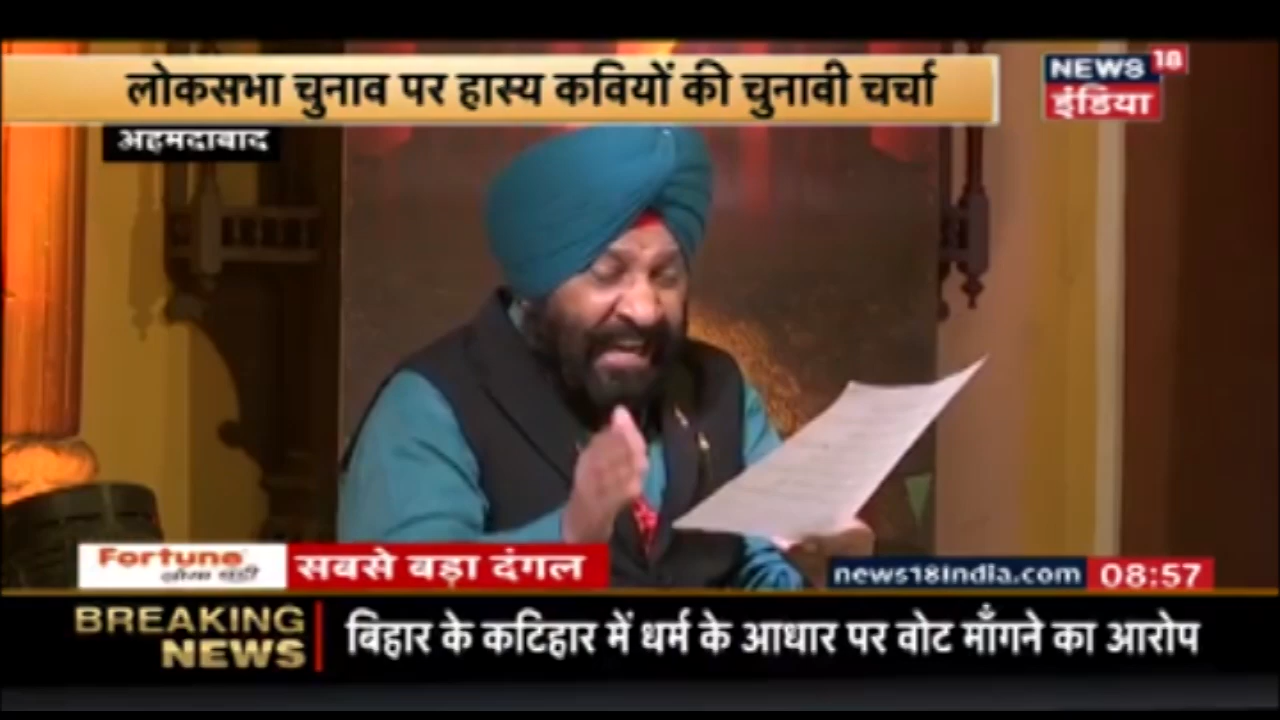 लोकसभा चुनाव पर हास्य कवियों की चुनावी चर्चा
NEWS 18
इंडिया
अहमदाबाद
Fortune
सोया बड़ी
सबसे बड़ा दंगल
news18india.com 08:57
BREAKING NEWS
बिहार के कटिहार में धर्म के आधार पर वोट माँगने का आरोप